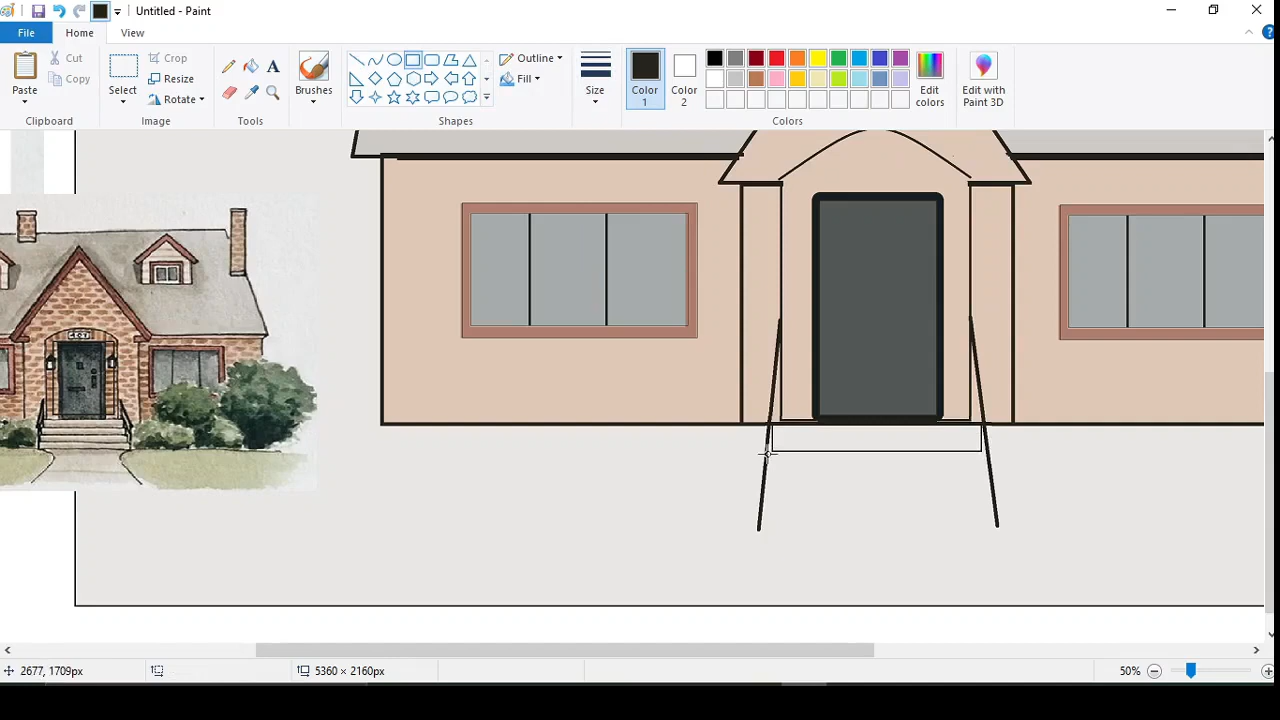 Untitled - Paint
File
Home
View
Paste
Cut
Copy
Clipboard
Select
Crop
Resize
Rotate
Image
Tools
Brushes
Shapes
Outline
Fill
Size
Color 1
Color 2
Colors
Edit colors
Edit with Paint 3D
2677, 1709px
5360 × 2160px
50%